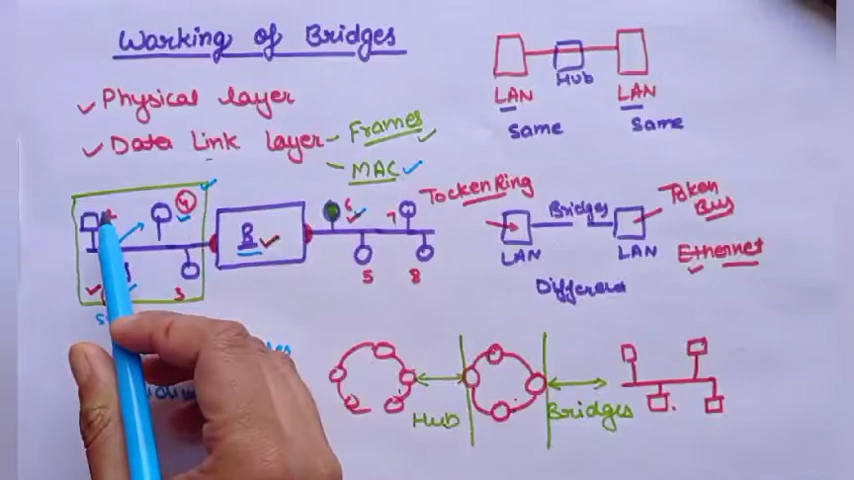 Working of Bridges
✓ Physical layer
✓ Data Link layer - Frames ✓
- MAC ✓
LAN Hub LAN
Same Same
4
B ✓
6
7
3
5
8
Tocken Ring
Bridges
Token
Bus
LAN
LAN
Ethernet
Different
Hub
Bridges